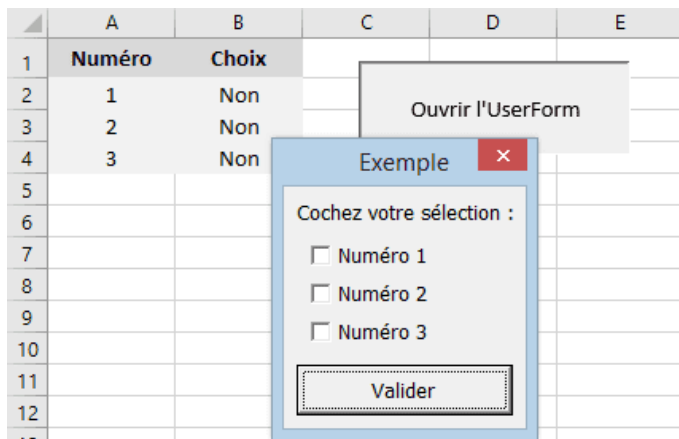 A B C D E
1 Numéro Choix
2 1 Non Ouvrir l'UserForm
3 2 Non
4 3 Non Exemple
5
6 Cochez votre sélection :
7 Numéro 1
8 Numéro 2
9 Numéro 3
10
11 Valider
12